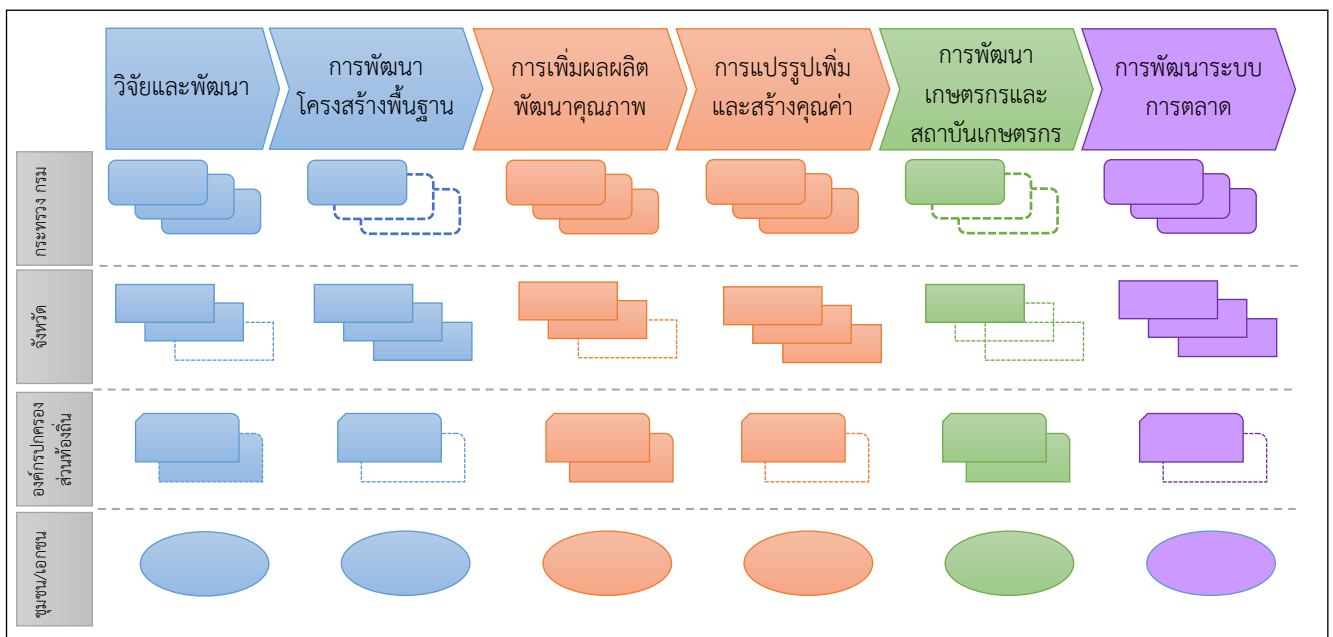 วิจัยและพัฒนา
การพัฒนา
โครงสร้างพื้นฐาน
การเพิ่มผลผลิต
พัฒนาคุณภาพ
การแปรรูปเพิ่ม
และสร้างคุณค่า
การพัฒนา
เกษตรกรและ
สถาบันเกษตรกร
การพัฒนาระบบ
การตลาด
กระทรวง กรม
จังหวัด
องค์กรปกครอง
ส่วนท้องถิ่น
ชุมชน/เอกชน